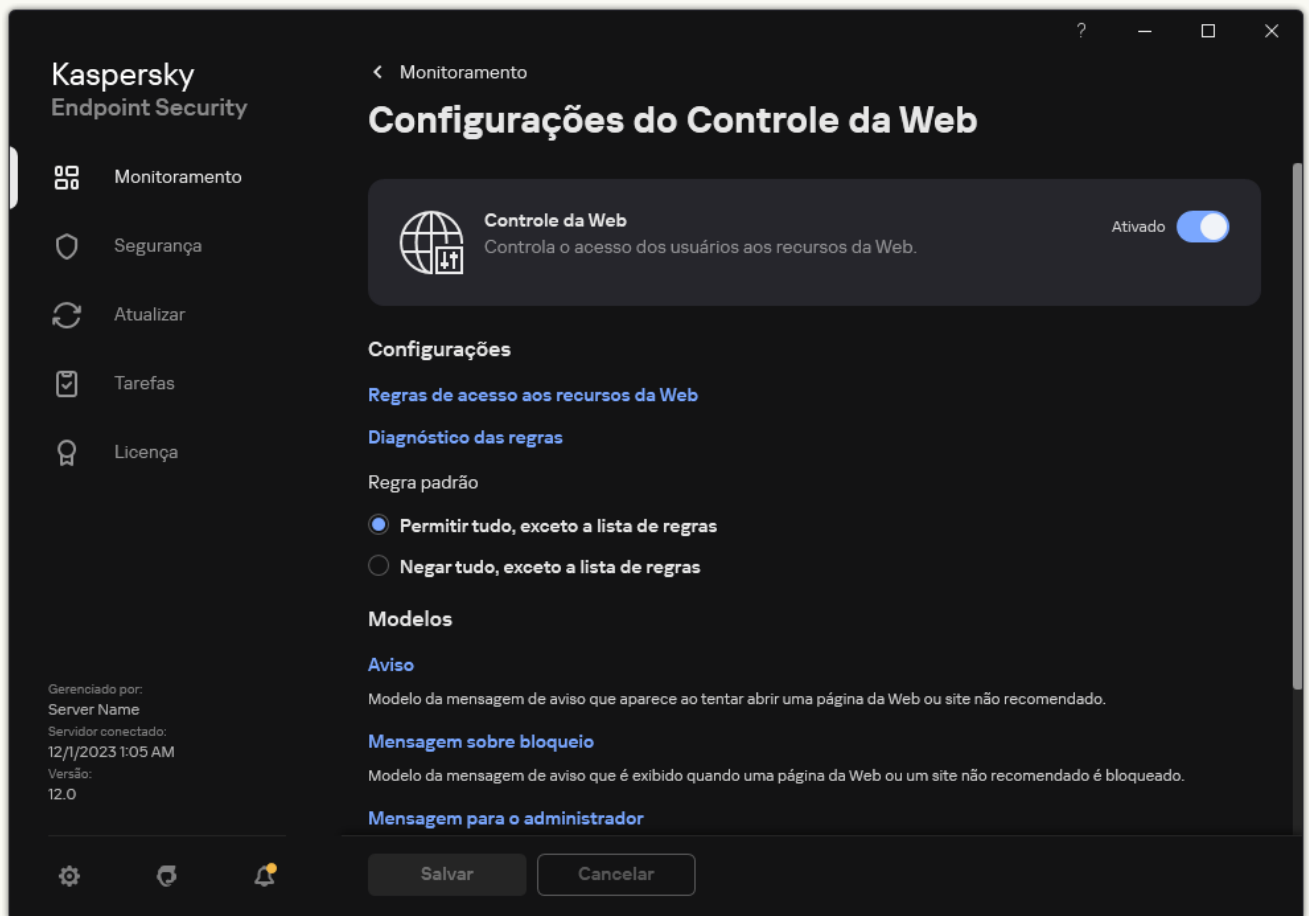 ?
Kaspersky
Endpoint Security
Monitoramento
Segurança
Atualizar
Tarefas
Licença
Gerenciado por:
Server Name
Servidor conectado:
12/1/2023 1:05 AM
Versão:
12.0
Monitoramento
Configurações do Controle da Web
Controle da Web
Controla o acesso dos usuários aos recursos da Web.
Ativado
Configurações
Regras de acesso aos recursos da Web
Diagnóstico das regras
Regra padrão
Permitir tudo, exceto a lista de regras
Negar tudo, exceto a lista de regras
Modelos
Aviso
Modelo da mensagem de aviso que aparece ao tentar abrir uma página da Web ou site não recomendado.
Mensagem sobre bloqueio
Modelo da mensagem de aviso que é exibido quando uma página da Web ou um site não recomendado é bloqueado.
Mensagem para o administrador
Salvar
Cancelar